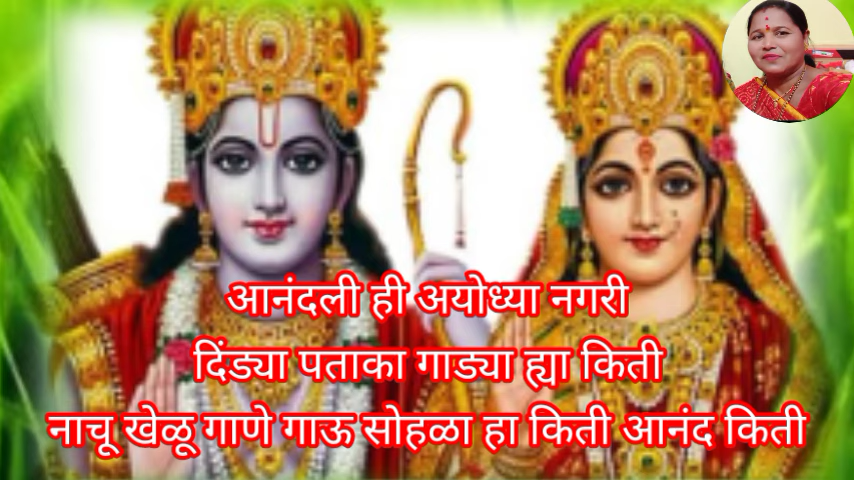 आनंदली ही अयोध्या नगरी
दिंड्या पताका गाड्या ह्या किती
नाचू खेळू गाणे गाऊ सोहळा हा किती आनंद किती